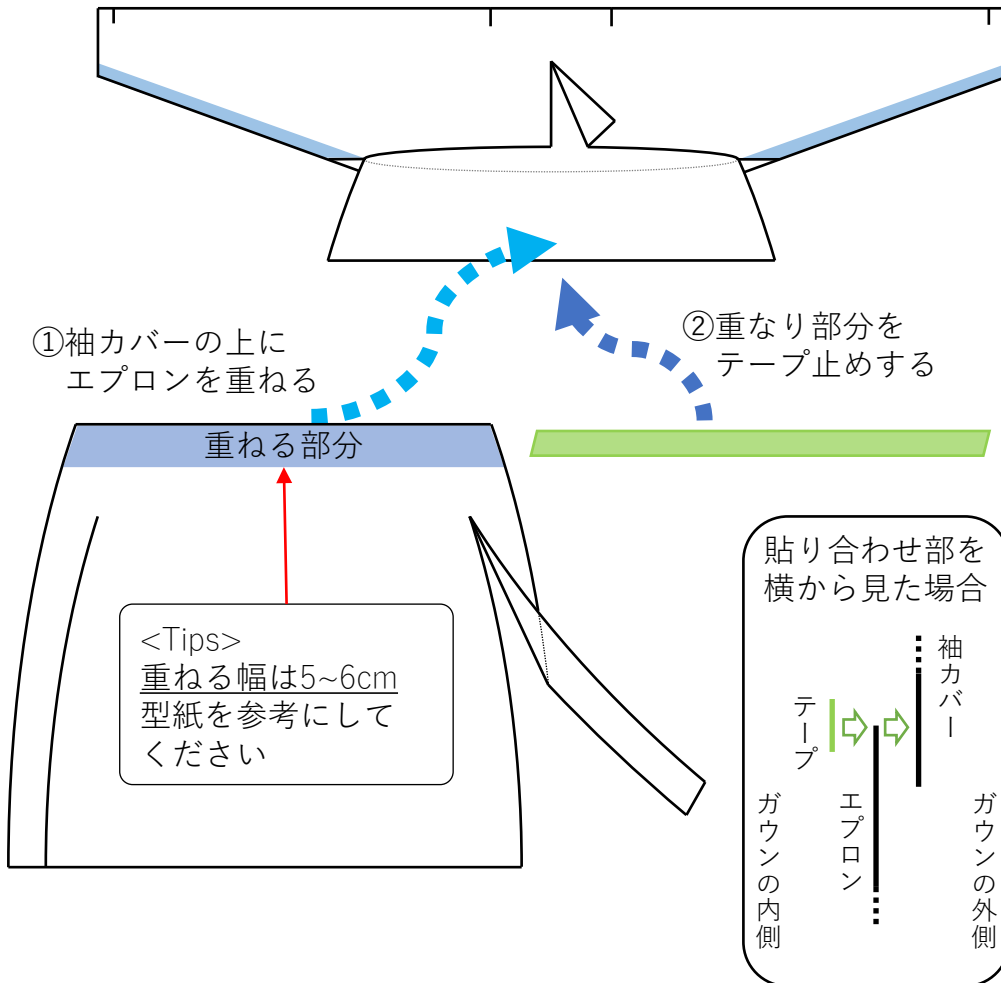 ①袖カバーの上に
エプロンを重ねる
②重なり部分を
テープ止めする
重ねる部分
<Tips>
重ねる幅は5~6cm
型紙を参考にして
ください
貼り合わせ部を
横から見た場合
袖カバー
テープ
エプロン
ガウンの内側
ガウンの外側